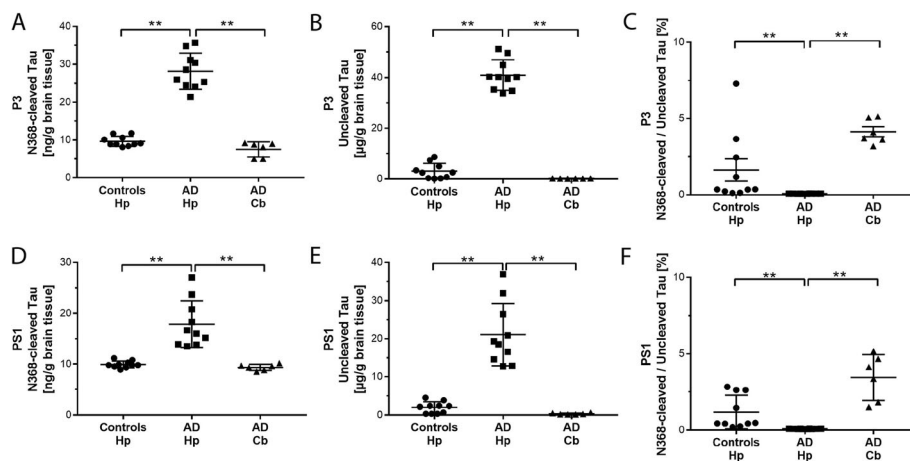 A
P3
N368-cleaved Tau
[ng/g brain tissue]
40
30
20
10
0
**
**
Controls
Hp
AD
Hp
AD
Cb
B
P3
Uncleaved Tau
[µg/g brain tissue]
60
40
20
0
**
**
Controls
Hp
AD
Hp
AD
Cb
C
P3
N368-cleaved / Uncleaved Tau [%]
10
5
0
**
**
Controls
Hp
AD
Hp
AD
Cb
D
PS1
N368-cleaved Tau
[ng/g brain tissue]
30
20
10
0
**
**
Controls
Hp
AD
Hp
AD
Cb
E
PS1
Uncleaved Tau
[µg/g brain tissue]
40
30
20
10
0
**
**
Controls
Hp
AD
Hp
AD
Cb
F
PS1
N368-cleaved / Uncleaved Tau [%]
10
5
0
**
**
Controls
Hp
AD
Hp
AD
Cb